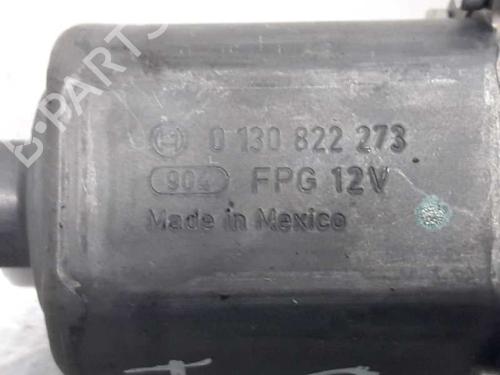 0 130 822 273
904 FPG 12V
Made in Mexico
B-PARTS